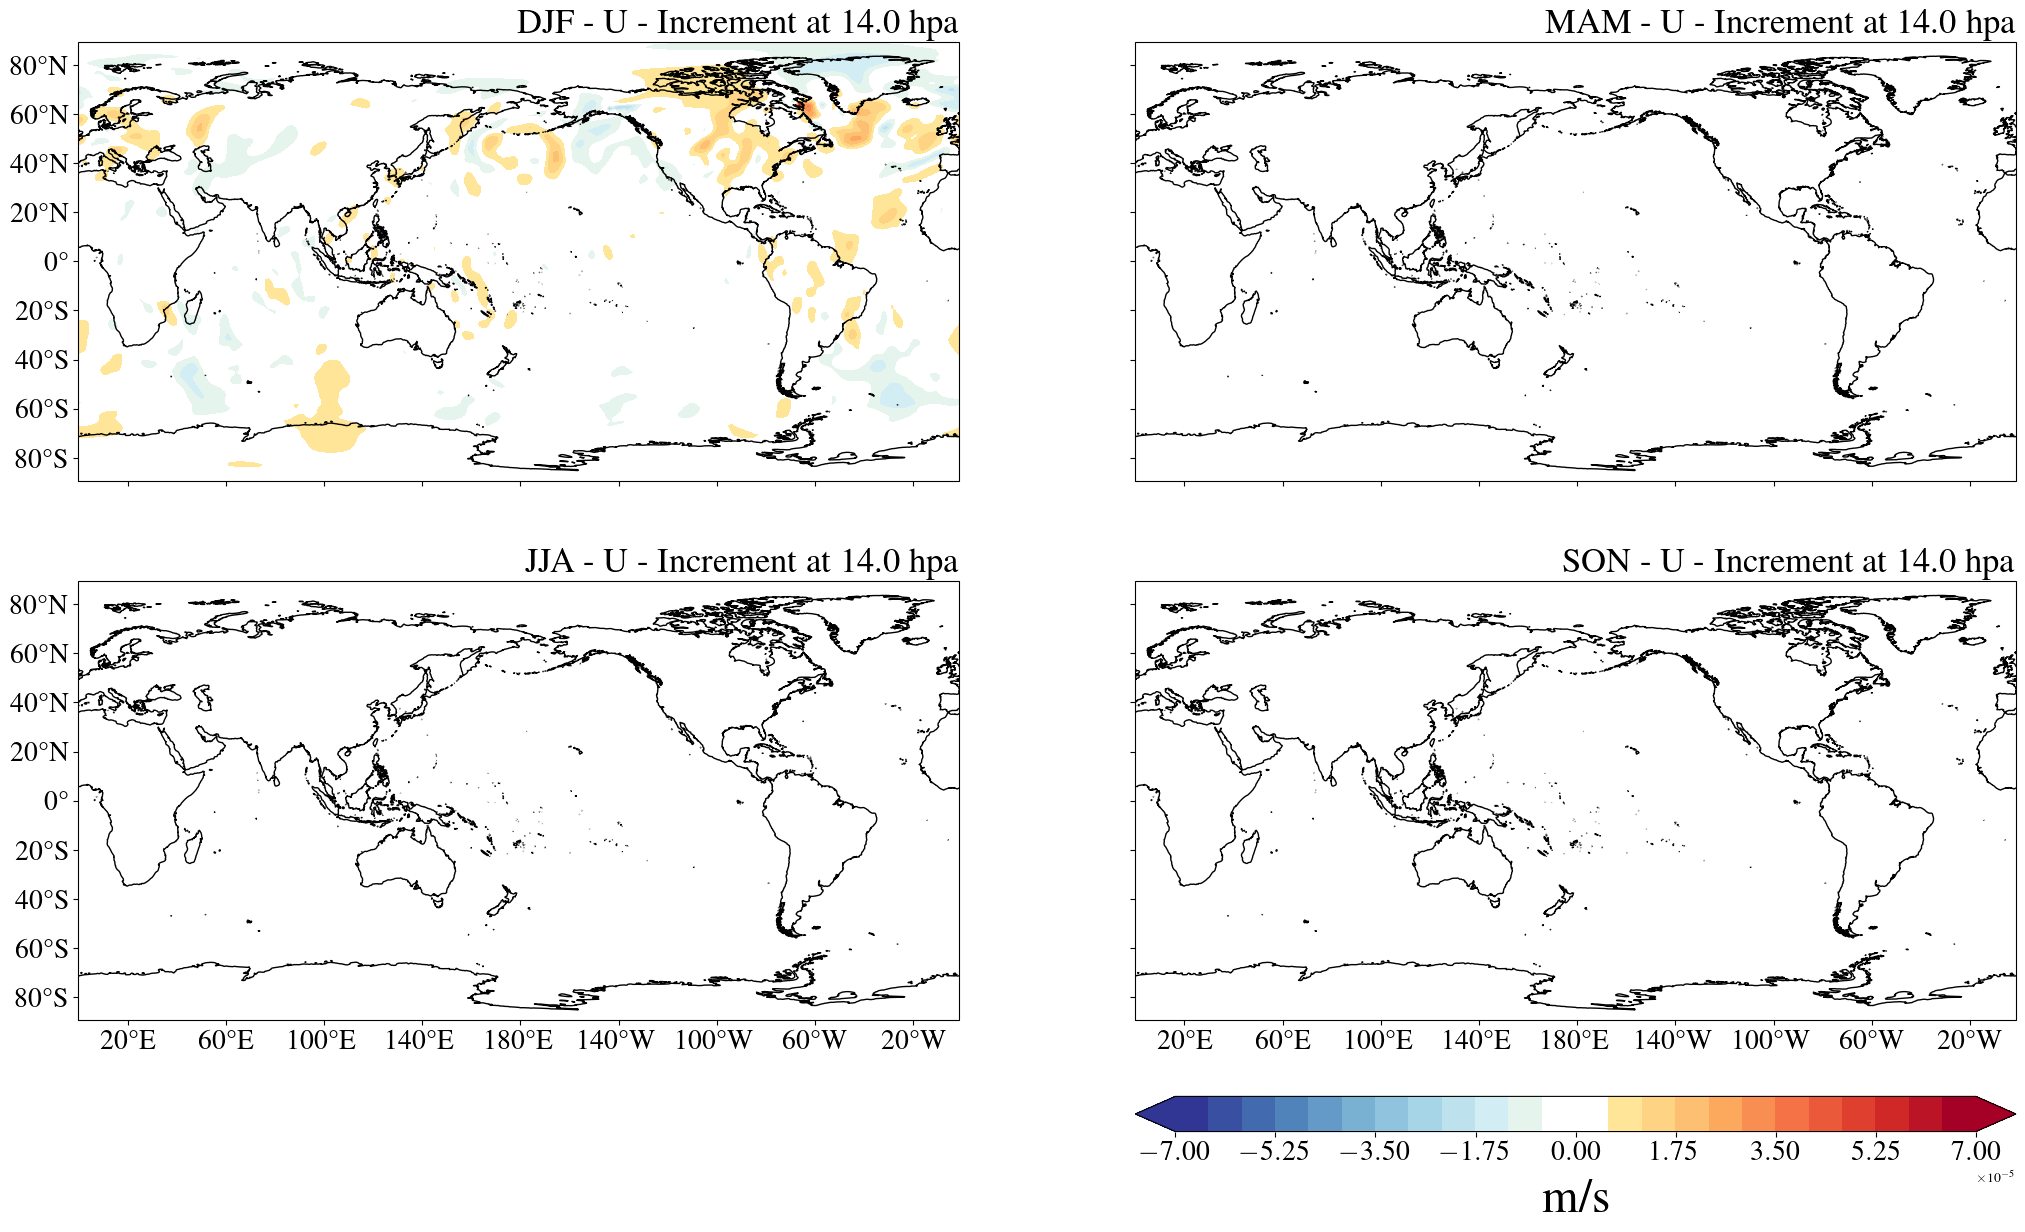 DJF - U - Increment at 14.0 hpa
MAM - U - Increment at 14.0 hpa
80°N
60°N
40°N
20°N
0°
20°S
40°S
60°S
80°S
JJA - U - Increment at 14.0 hpa
SON - U - Increment at 14.0 hpa
80°N
60°N
40°N
20°N
0°
20°S
40°S
60°S
80°S
20°E 60°E 100°E 140°E 180°E 140°W 100°W 60°W 20°W
20°E 60°E 100°E 140°E 180°E 140°W 100°W 60°W 20°W
−7.00 −5.25 −3.50 −1.75 0.00 1.75 3.50 5.25 7.00
×10⁻⁵
m/s